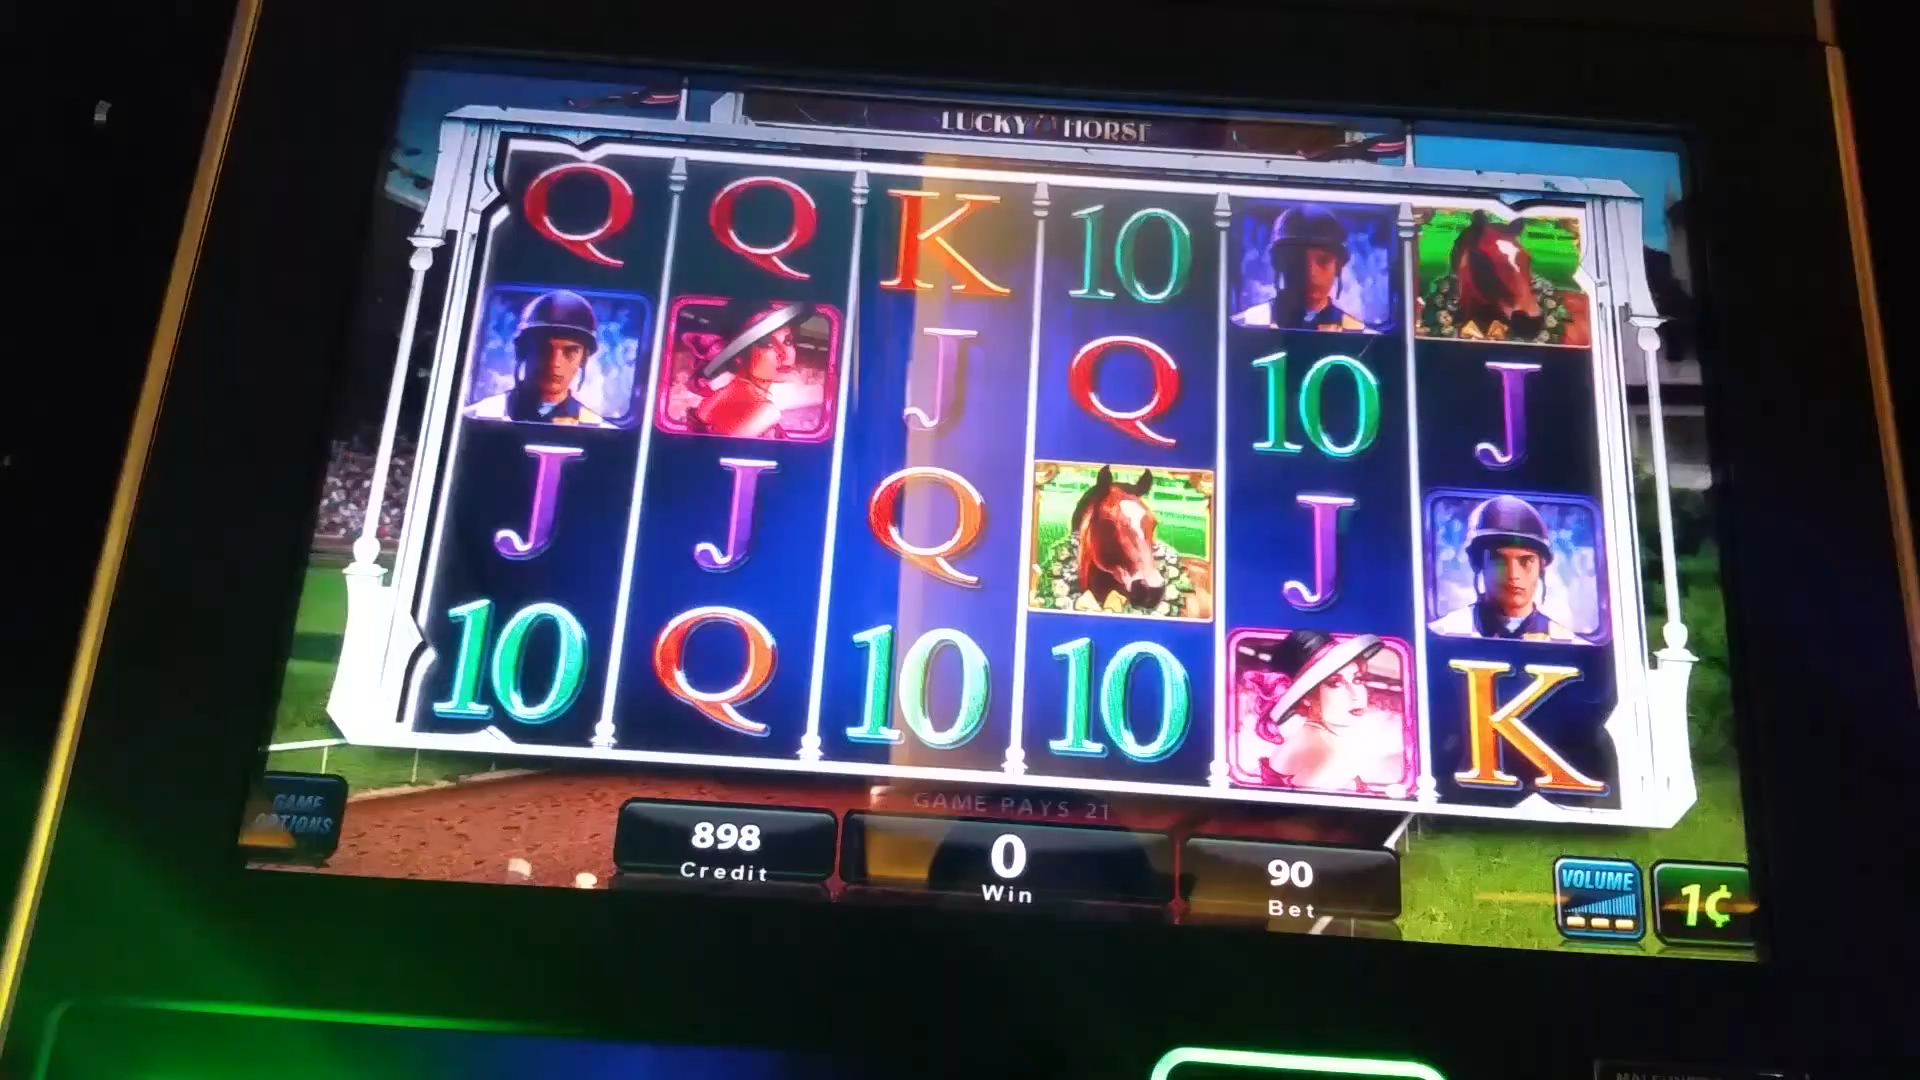 LUCKY HORSE
Q Q K 10
J Q 10 J
J J Q J
10 Q 10 10 K
GAME PAYS 21
GAME
OPTIONS
898
Credit
0
Win
90
Bet
VOLUME
1¢